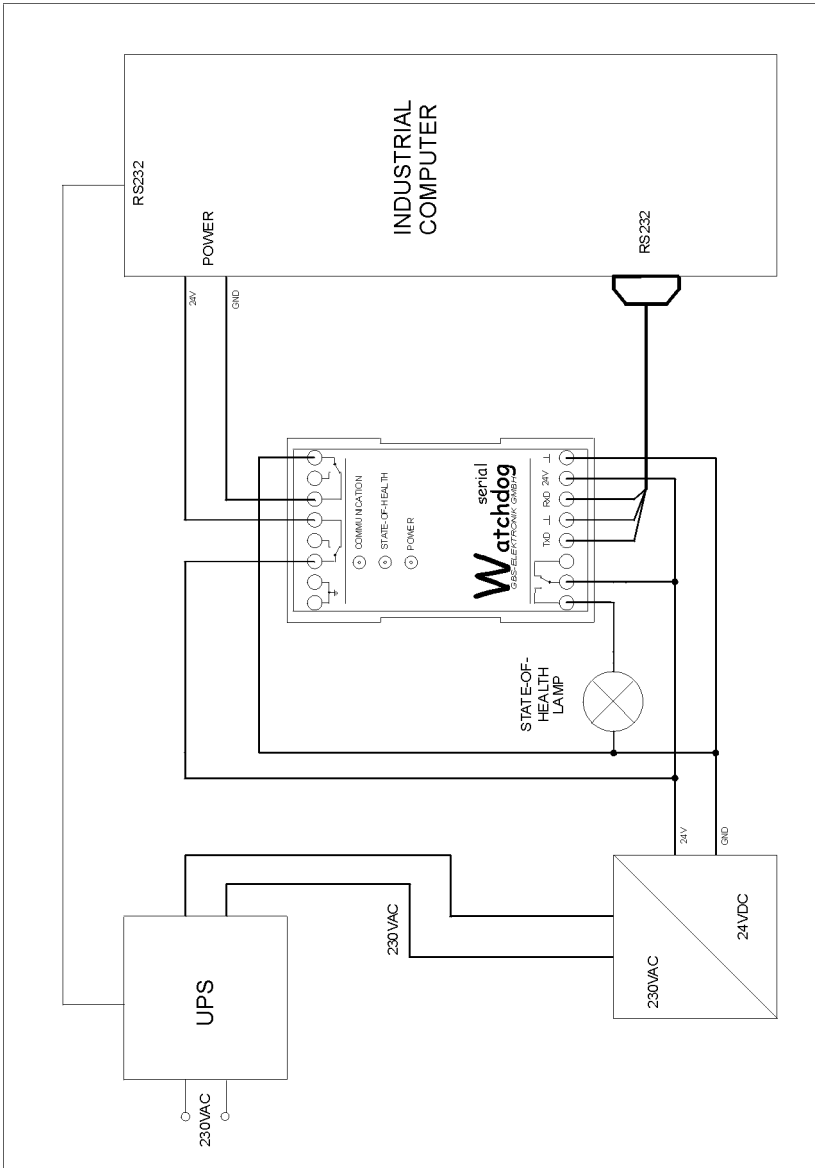 RS232
POWER
24V
GND
INDUSTRIAL
COMPUTER
RS232
COMMUNICATION
STATE-OF-HEALTH
POWER
serial
Watchdog
GBS-ELEKTRONIK GMBH
TxD
⊥
RxD
24V
⊥
STATE-OF-
HEALTH
LAMP
24V
GND
230VAC
24VDC
230VAC
UPS
230VAC